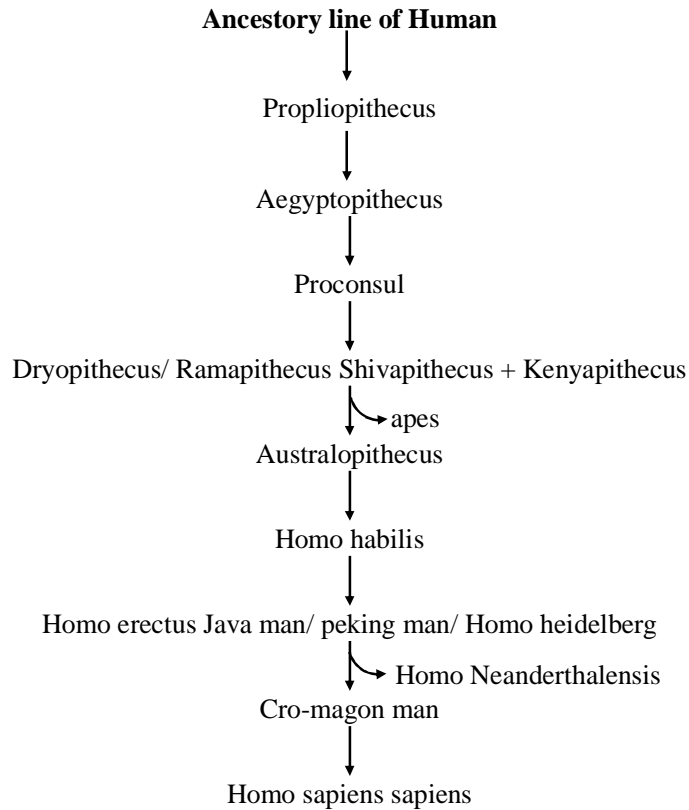 Ancestory line of Human
Propliopithecus
Aegyptopithecus
Proconsul
Dryopithecus/ Ramapithecus Shivapithecus + Kenyapithecus
apes
Australopithecus
Homo habilis
Homo erectus Java man/ peking man/ Homo heidelberg
Homo Neanderthalensis
Cro-magon man
Homo sapiens sapiens